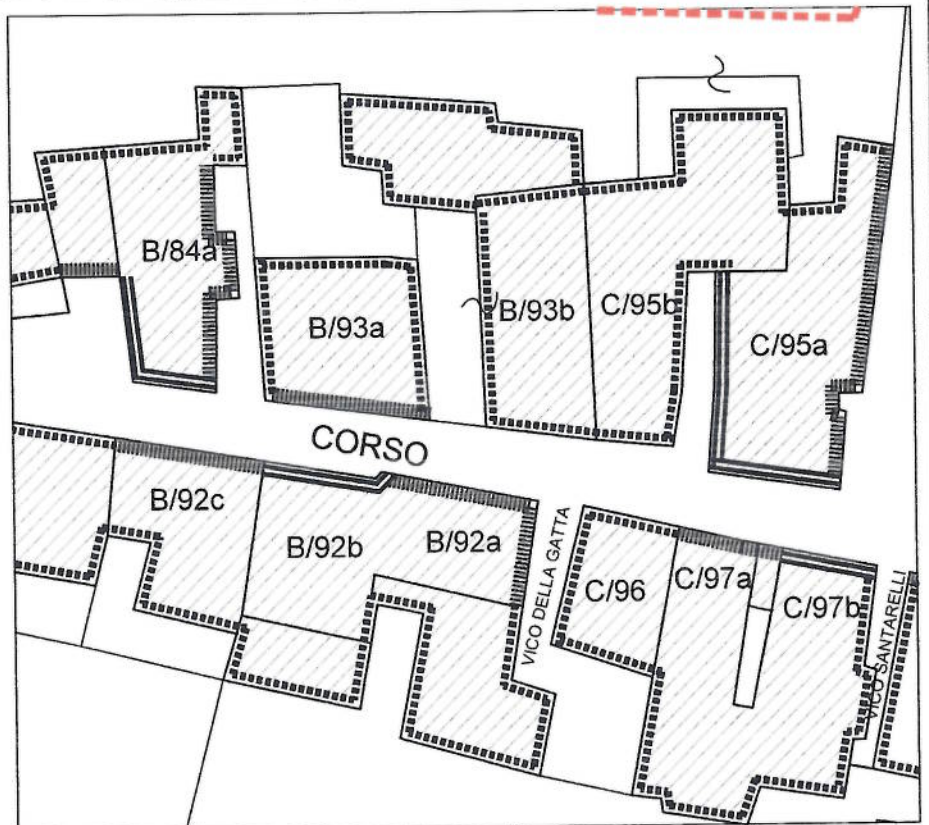 B/84a
B/93a
B/93b
C/95b
C/95a
CORSO
B/92c
B/92b
B/92a
VICO DELLA GATTA
C/96
C/97a
C/97b
VICO SANTARELLI